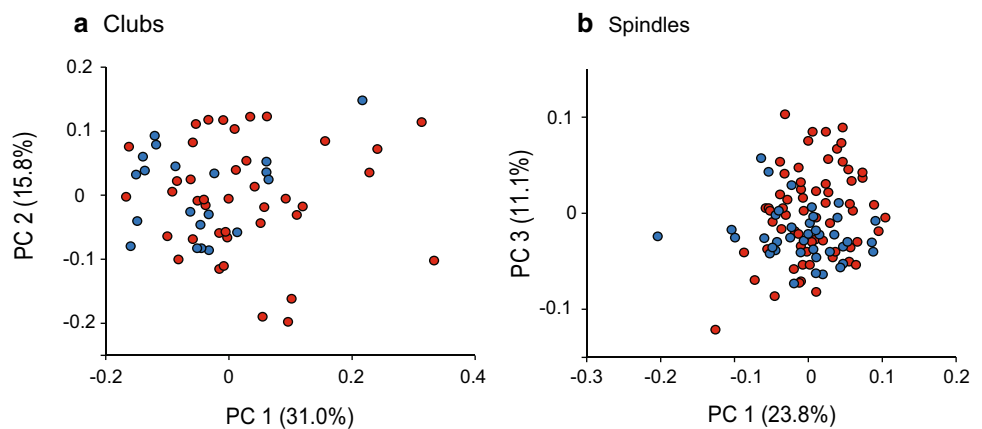 a Clubs
0.2
0.1
0
-0.1
-0.2
-0.2 0 0.2 0.4
PC 2 (15.8%)
PC 1 (31.0%)
b Spindles
0.1
0
-0.1
-0.3 -0.2 -0.1 0 0.1 0.2
PC 3 (11.1%)
PC 1 (23.8%)